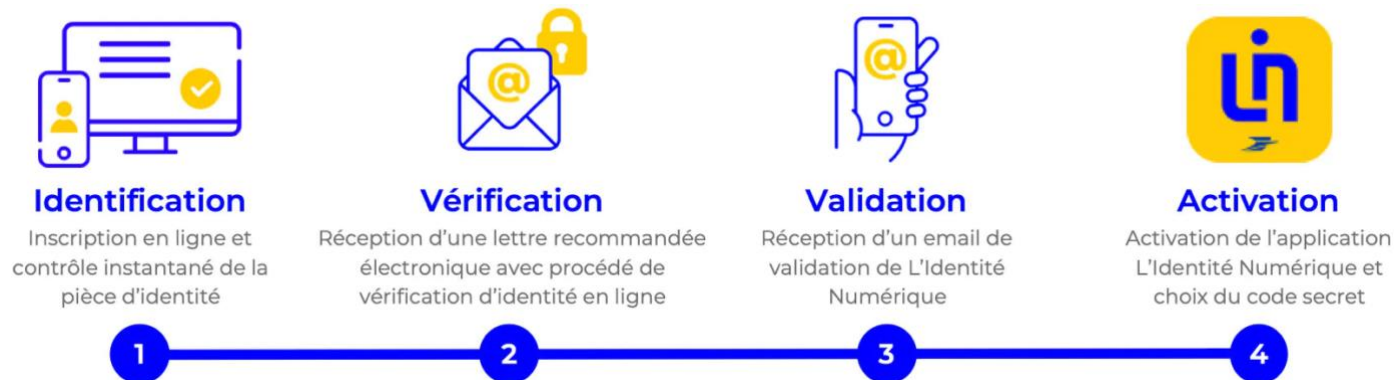 @
@
in
Identification
Inscription en ligne et
contrôle instantané de la
pièce d'identité
Vérification
Réception d'une lettre recommandée
électronique avec procédé de
vérification d'identité en ligne
Validation
Réception d'un email de
validation de L'Identité
Numérique
Activation
Activation de l'application
L'Identité Numérique et
choix du code secret
1
2
3
4